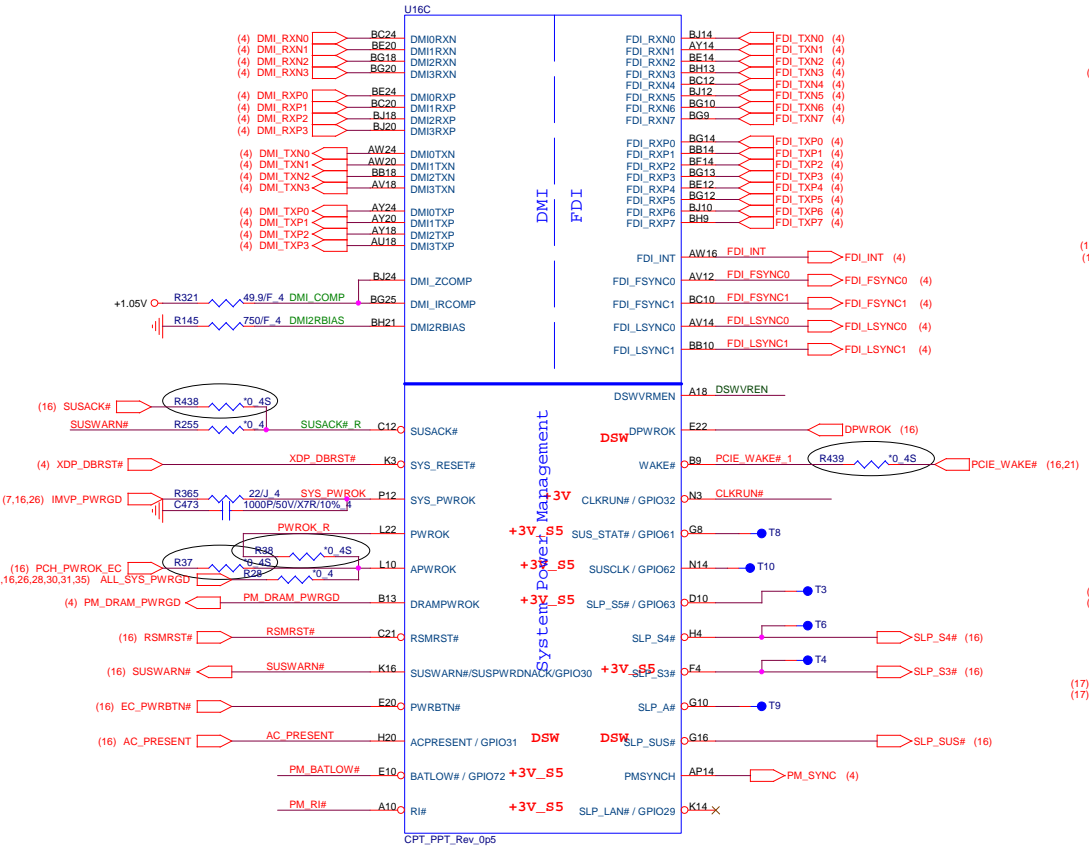 U16C
(4) DMI_RXN0 BC24 DMI0RXN FDI_RXN0 BJ14 FDI_TXN0 (4)
(4) DMI_RXN1 BE20 DMI1RXN FDI_RXN1 AY14 FDI_TXN1 (4)
(4) DMI_RXN2 BG18 DMI2RXN FDI_RXN2 BE14 FDI_TXN2 (4)
(4) DMI_RXN3 BG20 DMI3RXN FDI_RXN3 BH13 FDI_TXN3 (4)
FDI_RXN4 BC12 FDI_TXN4 (4)
(4) DMI_RXP0 BE24 DMI0RXP FDI_RXN5 BJ12 FDI_TXN5 (4)
(4) DMI_RXP1 BC20 DMI1RXP FDI_RXN6 BG10 FDI_TXN6 (4)
(4) DMI_RXP2 BJ18 DMI2RXP FDI_RXN7 BG9 FDI_TXN7 (4)
(4) DMI_RXP3 BJ20 DMI3RXP
FDI_RXP0 BG14 FDI_TXP0 (4)
(4) DMI_TXN0 AW24 DMI0TXN FDI_RXP1 BB14 FDI_TXP1 (4)
(4) DMI_TXN1 AW20 DMI1TXN FDI_RXP2 BF14 FDI_TXP2 (4)
(4) DMI_TXN2 BB18 DMI2TXN FDI_RXP3 BG13 FDI_TXP3 (4)
(4) DMI_TXN3 AV18 DMI3TXN FDI_RXP4 BE12 FDI_TXP4 (4)
FDI_RXP5 BG12 FDI_TXP5 (4)
(4) DMI_TXP0 AY24 DMI0TXP FDI_RXP6 BJ10 FDI_TXP6 (4)
(4) DMI_TXP1 AY20 DMI1TXP FDI_RXP7 BH9 FDI_TXP7 (4)
(4) DMI_TXP2 AY18 DMI2TXP
(4) DMI_TXP3 AU18 DMI3TXP
DMI
FDI
FDI_INT AW16 FDI_INT FDI_INT (4)
BJ24 DMI_ZCOMP FDI_FSYNC0 AV12 FDI_FSYNC0 FDI_FSYNC0 (4)
+1.05V R321 49.9/F_4 DMI_COMP BG25 DMI_IRCOMP FDI_FSYNC1 BC10 FDI_FSYNC1 FDI_FSYNC1 (4)
R145 750/F_4 DMI2RBIAS BH21 DMI2RBIAS FDI_LSYNC0 AV14 FDI_LSYNC0 FDI_LSYNC0 (4)
FDI_LSYNC1 BB10 FDI_LSYNC1 FDI_LSYNC1 (4)
DSWVRMEN A18 DSWVREN
(16) SUSACK# R438 *0_4S
SUSWARN# R255 *0_4 SUSACK#_R C12 SUSACK# DSW DPWROK E22 DPWROK (16)
(4) XDP_DBRST# XDP_DBRST# K3 SYS_RESET# WAKE# B9 PCIE_WAKE#_1 R439 *0_4S PCIE_WAKE# (16,21)
System Power Management
(7,16,26) IMVP_PWRGD R365 22/J_4 SYS_PWROK P12 SYS_PWROK +3V CLKRUN# / GPIO32 N3 CLKRUN#
C473 1000P/50V/X7R/10%_4
PWROK_R L22 PWROK +3V_S5 SUS_STAT# / GPIO61 G8 T8
R38 *0_4S
(16) PCH_PWROK_EC R37 *0_4S L10 APWROK +3V_S5 SUSCLK / GPIO62 N14 T10
,16,26,28,30,31,35) ALL_SYS_PWRGD R28 *0_4
(4) PM_DRAM_PWRGD PM_DRAM_PWRGD B13 DRAMPWROK +3V_S5 SLP_S5# / GPIO63 D10 T3
T6
(16) RSMRST# RSMRST# C21 RSMRST# SLP_S4# H4 SLP_S4# (16)
T4
(16) SUSWARN# SUSWARN# K16 SUSWARN#/SUSPWRDNACK/GPIO30 +3V_S5 SLP_S3# F4 SLP_S3# (16)
(16) EC_PWRBTN# E20 PWRBTN# SLP_A# G10 T9
(16) AC_PRESENT AC_PRESENT H20 ACPRESENT / GPIO31 DSW DSW SLP_SUS# G16 SLP_SUS# (16)
PM_BATLOW# E10 BATLOW# / GPIO72 +3V_S5 PMSYNCH AP14 PM_SYNC (4)
PM_RI# A10 RI# +3V_S5 SLP_LAN# / GPIO29 K14
CPT_PPT_Rev_0p5
(17)
(17)